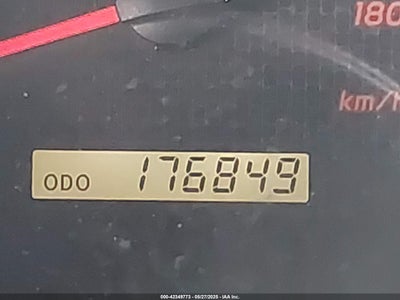 180
km/h
ODO 176849
000-42349773 - 05/27/2025 - IAA Inc.